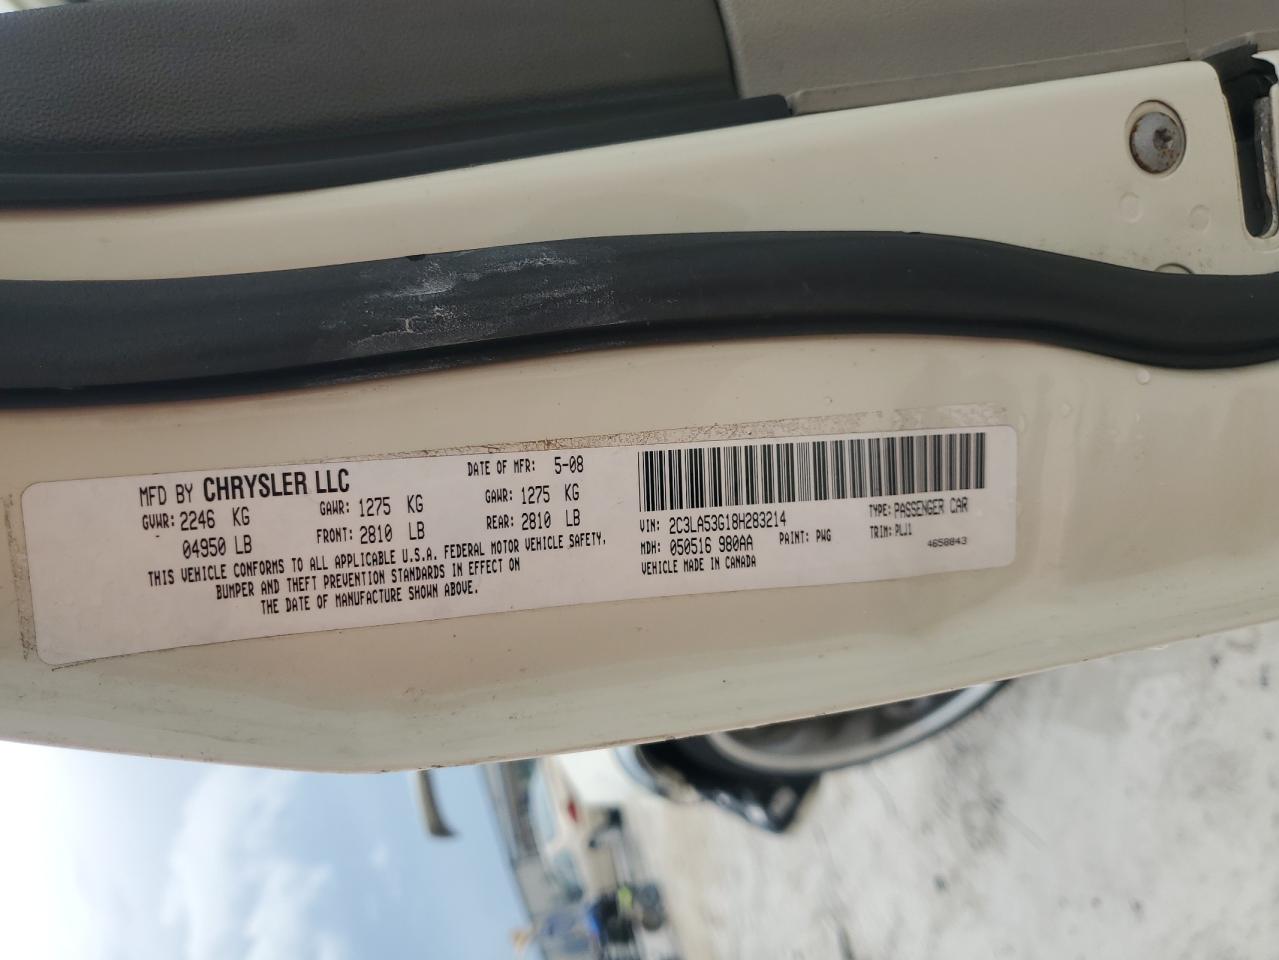 MFD BY CHRYSLER LLC DATE OF MFR: 5-08
GVWR: 2246 KG GAWR: 1275 KG GAWR: 1275 KG
04950 LB FRONT: 2810 LB REAR: 2810 LB
THIS VEHICLE CONFORMS TO ALL APPLICABLE U.S.A. FEDERAL MOTOR VEHICLE SAFETY,
BUMPER AND THEFT PREVENTION STANDARDS IN EFFECT ON
THE DATE OF MANUFACTURE SHOWN ABOVE.
VIN: 2C3LA53G18H283214 TYPE: PASSENGER CAR
MDH: 050516 980AA PAINT: PWG TRIM: PLJ1
VEHICLE MADE IN CANADA 4658843